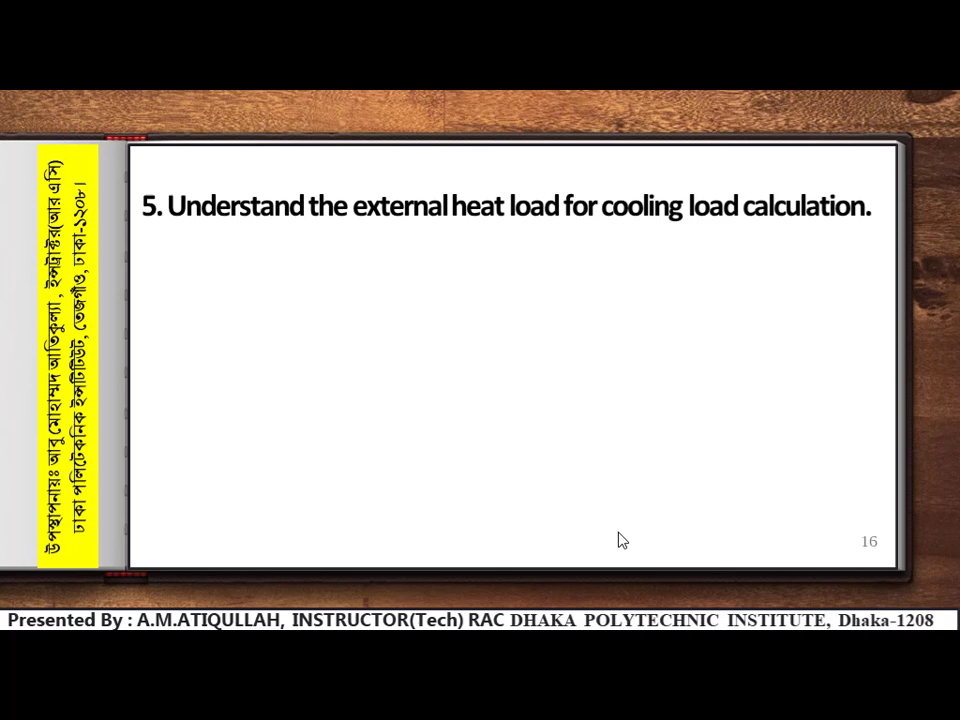 5. Understand the external heat load for cooling load calculation.
উপস্থাপনায়ঃ আবু মোহাম্মদ আতিকুল্যা , ইন্সট্রাক্টর(আর এসি)
ঢাকা পলিটেকনিক ইন্সটিটিউট, তেজগাঁও, ঢাকা-১২০৮।
16
Presented By : A.M.ATIQULLAH, INSTRUCTOR(Tech) RAC DHAKA POLYTECHNIC INSTITUTE, Dhaka-1208